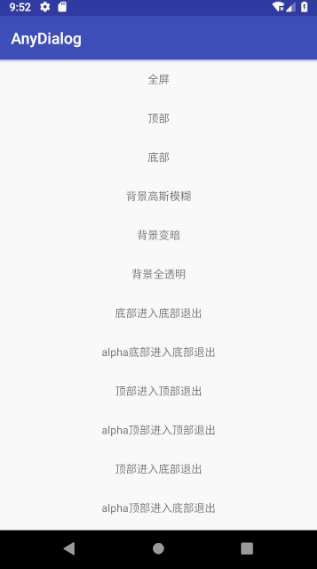 9:52
AnyDialog
全屏
顶部
底部
背景高斯模糊
背景变暗
背景全透明
底部进入底部退出
alpha底部进入底部退出
顶部进入顶部退出
alpha顶部进入顶部退出
顶部进入底部退出
alpha顶部进入底部退出